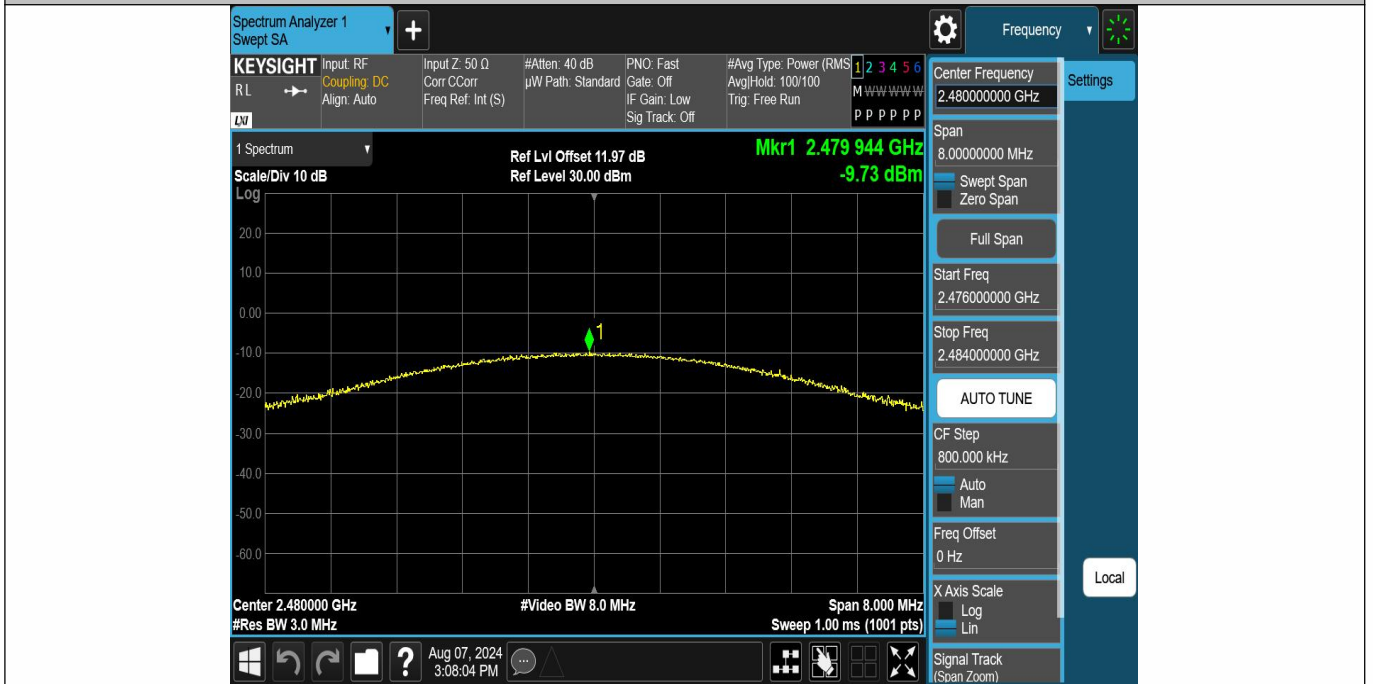 Spectrum Analyzer 1
Swept SA
+
Frequency
KEYSIGHT
RL
LXI
Input: RF
Coupling: DC
Align: Auto
Input Z: 50 Ω
Corr CCorr
Freq Ref: Int (S)
#Atten: 40 dB
µW Path: Standard
PNO: Fast
Gate: Off
IF Gain: Low
Sig Track: Off
#Avg Type: Power (RMS
Avg|Hold: 100/100
Trig: Free Run
1 2 3 4 5 6
M W W W W W
P P P P P P
1 Spectrum
Scale/Div 10 dB
Ref Lvl Offset 11.97 dB
Ref Level 30.00 dBm
Mkr1 2.479 944 GHz
-9.73 dBm
Log
20.0
10.0
0.00
-10.0
-20.0
-30.0
-40.0
-50.0
-60.0
1
Center 2.480000 GHz
#Res BW 3.0 MHz
#Video BW 8.0 MHz
Span 8.000 MHz
Sweep 1.00 ms (1001 pts)
Center Frequency
2.480000000 GHz
Settings
Span
8.00000000 MHz
Swept Span
Zero Span
Full Span
Start Freq
2.476000000 GHz
Stop Freq
2.484000000 GHz
AUTO TUNE
CF Step
800.000 kHz
Auto
Man
Freq Offset
0 Hz
X Axis Scale
Log
Lin
Local
Signal Track
(Span Zoom)
?
Aug 07, 2024
3:08:04 PM